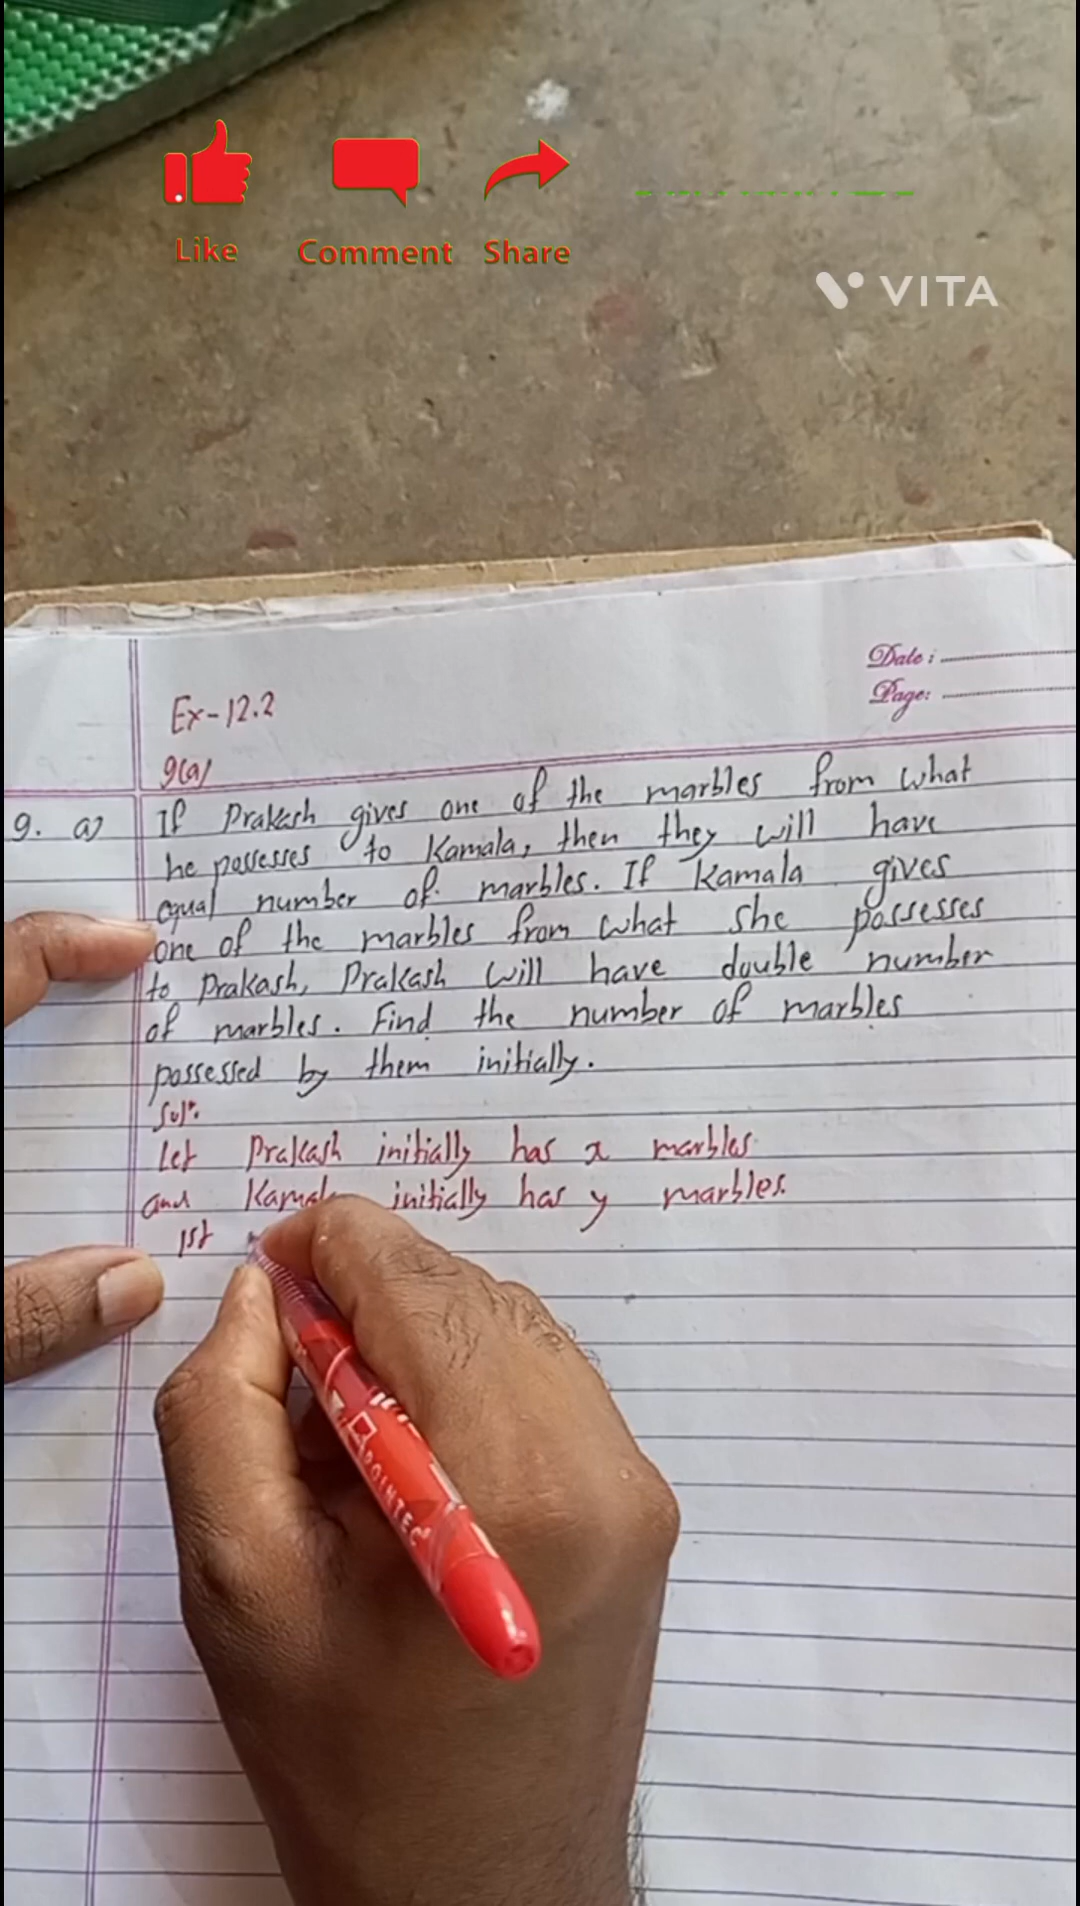 Like Comment Share
VITA
Date:
Page:
Ex-12.2
9(a)
9. a) If Prakash gives one of the marbles from what
he possesses to Kamala, then they will have
equal number of marbles. If Kamala gives
one of the marbles from what she possesses
to Prakash, Prakash will have double number
of marbles. Find the number of marbles
possessed by them initially.
Solⁿ.
Let Prakash initially has x marbles
and Kamala initially has y marbles.
1st
POINTEC